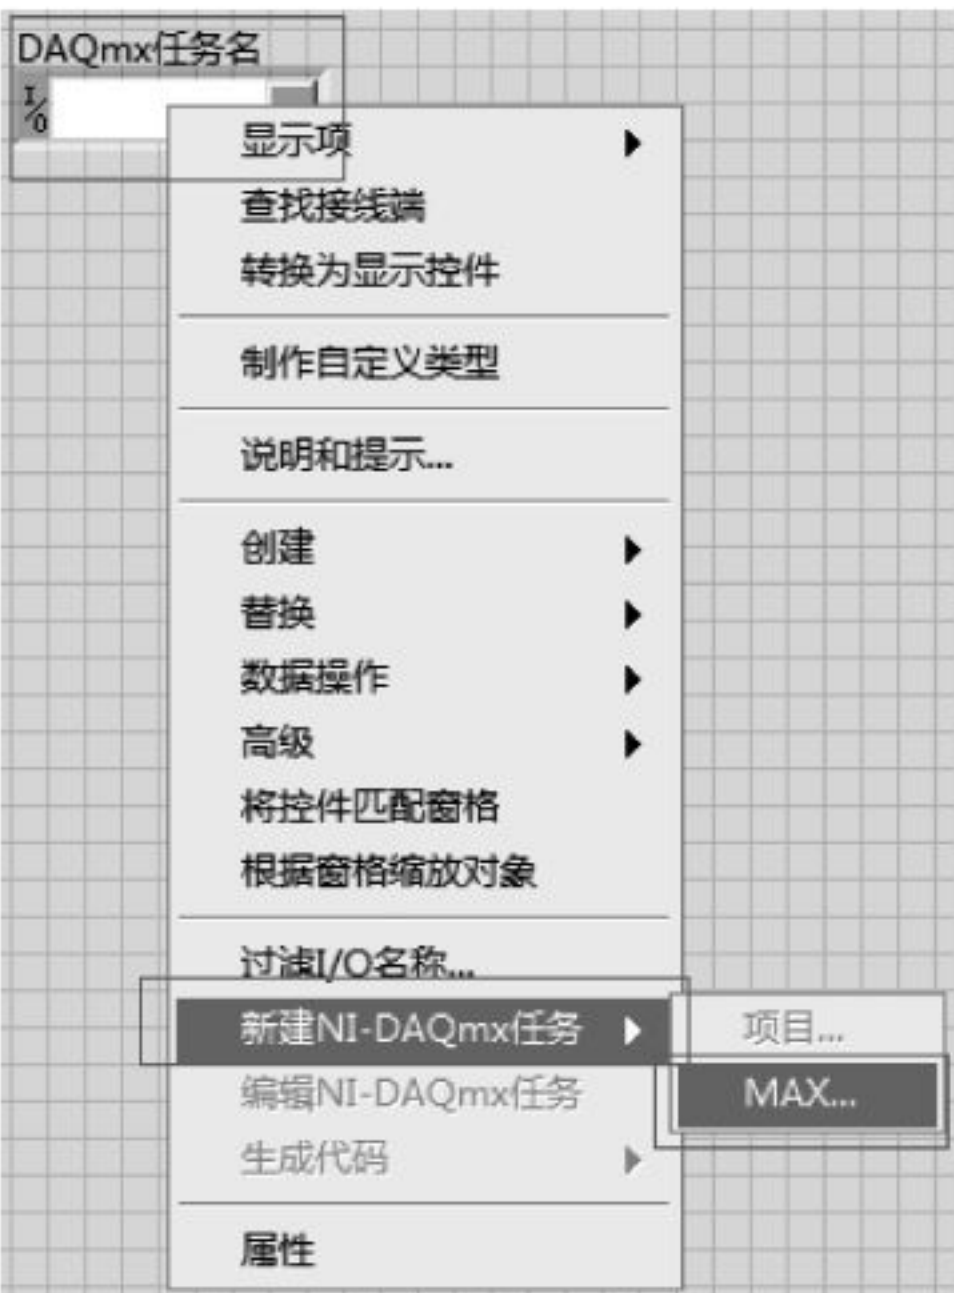 DAQmx任务名
I/O
显示项
查找接线端
转换为显示控件
制作自定义类型
说明和提示...
创建
替换
数据操作
高级
将控件匹配窗格
根据窗格缩放对象
过滤I/O名称...
新建NI-DAQmx任务
项目...
编辑NI-DAQmx任务
MAX...
生成代码
属性